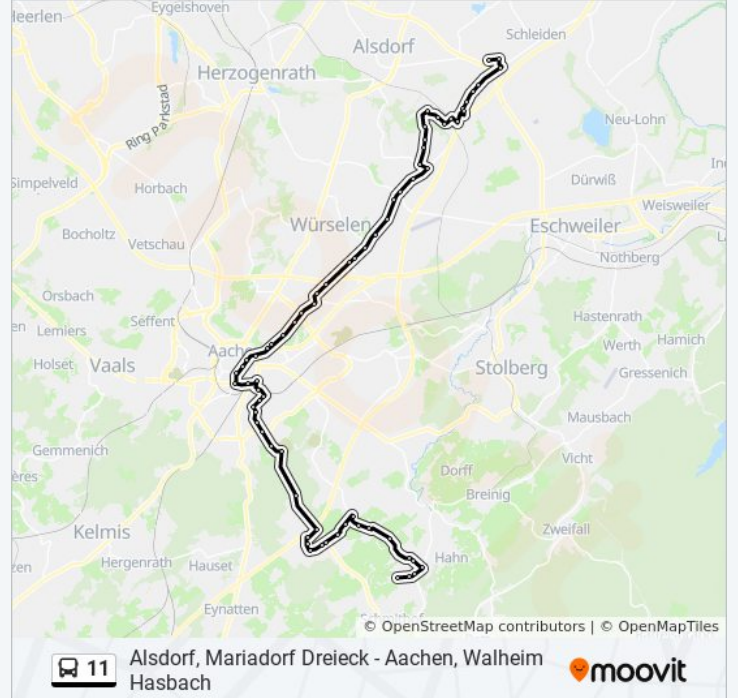 Heerlen
Eygelshoven
Alsdorf
Schleiden
Herzogenrath
Ring Parkstad
Neu-Lohn
Simpelveld
Horbach
Dürwiß
Weisweiler
Würselen
Eschweiler
Bocholtz
Vetschau
Nothberg
Orsbach
Seffent
Hastenrath
Lemiers
Werth
Hamich
Aache
Holset
Vaals
Stolberg
Gressenich
Mausbach
Gemmenich
Vicht
Dorff
Breinig
Kelmis
Zweifall
Hergenrath
Hauset
Hahn
Eynatten
© OpenStreetMap contributors | © OpenMapTiles
11
Alsdorf, Mariadorf Dreieck - Aachen, Walheim
Hasbach
moovit